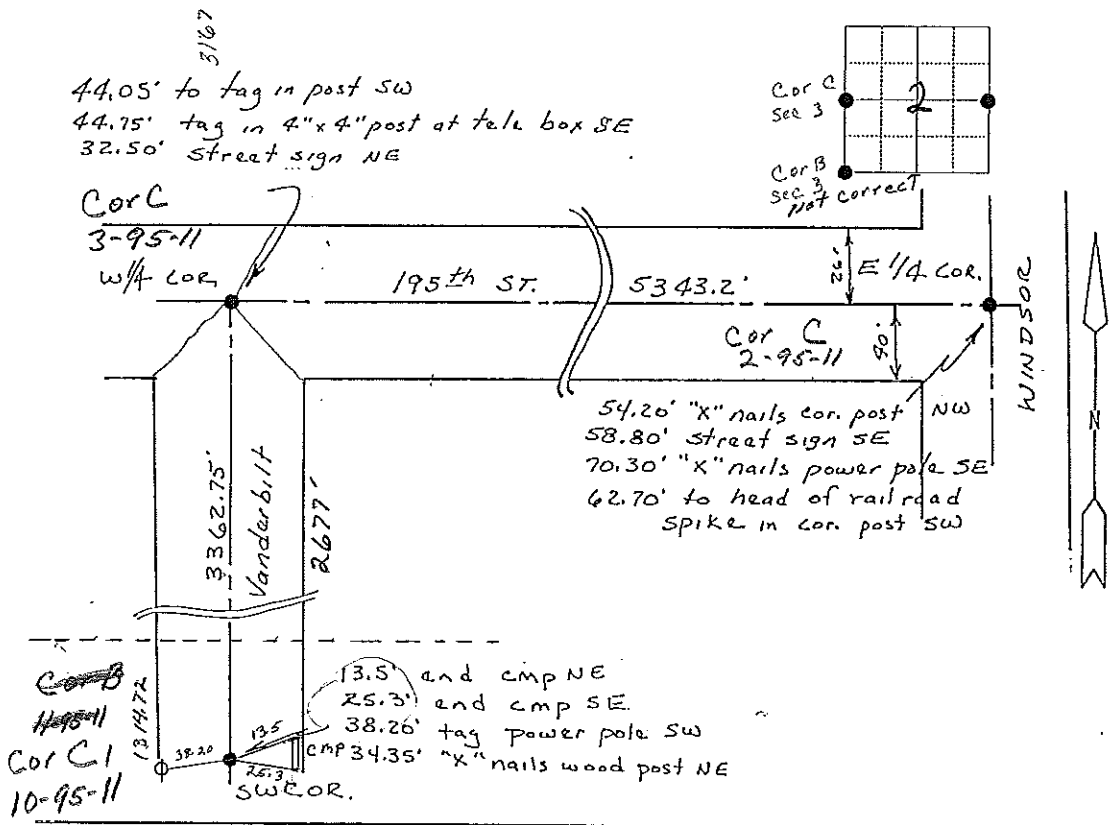 3167
44.05' to tag in post SW
44.75' tag in 4"x4" post at tele box SE
32.50' street sign NE
Cor C
sec 3
2
Cor B
sec 3
Not correct
Cor C
3-95-11
W 1/4 COR.
195th ST. 5343.2'
E 1/4 COR.
Cor C
2-95-11
40'
WINDSOR
54.20' "X" nails cor. post NW
58.80' street sign SE
70.30' "X" nails power pole SE
62.70' to head of railroad
spike in cor. post SW
N
3362.75'
Vanderbilt
2677'
Cor B
11-95-11
Cor C1
10-95-11
1314.72
38.20
13.5
25.3
cmp
SW COR.
13.5' end cmp NE
25.3' end cmp SE
38.26' tag power pole SW
34.35' "X" nails wood post NE